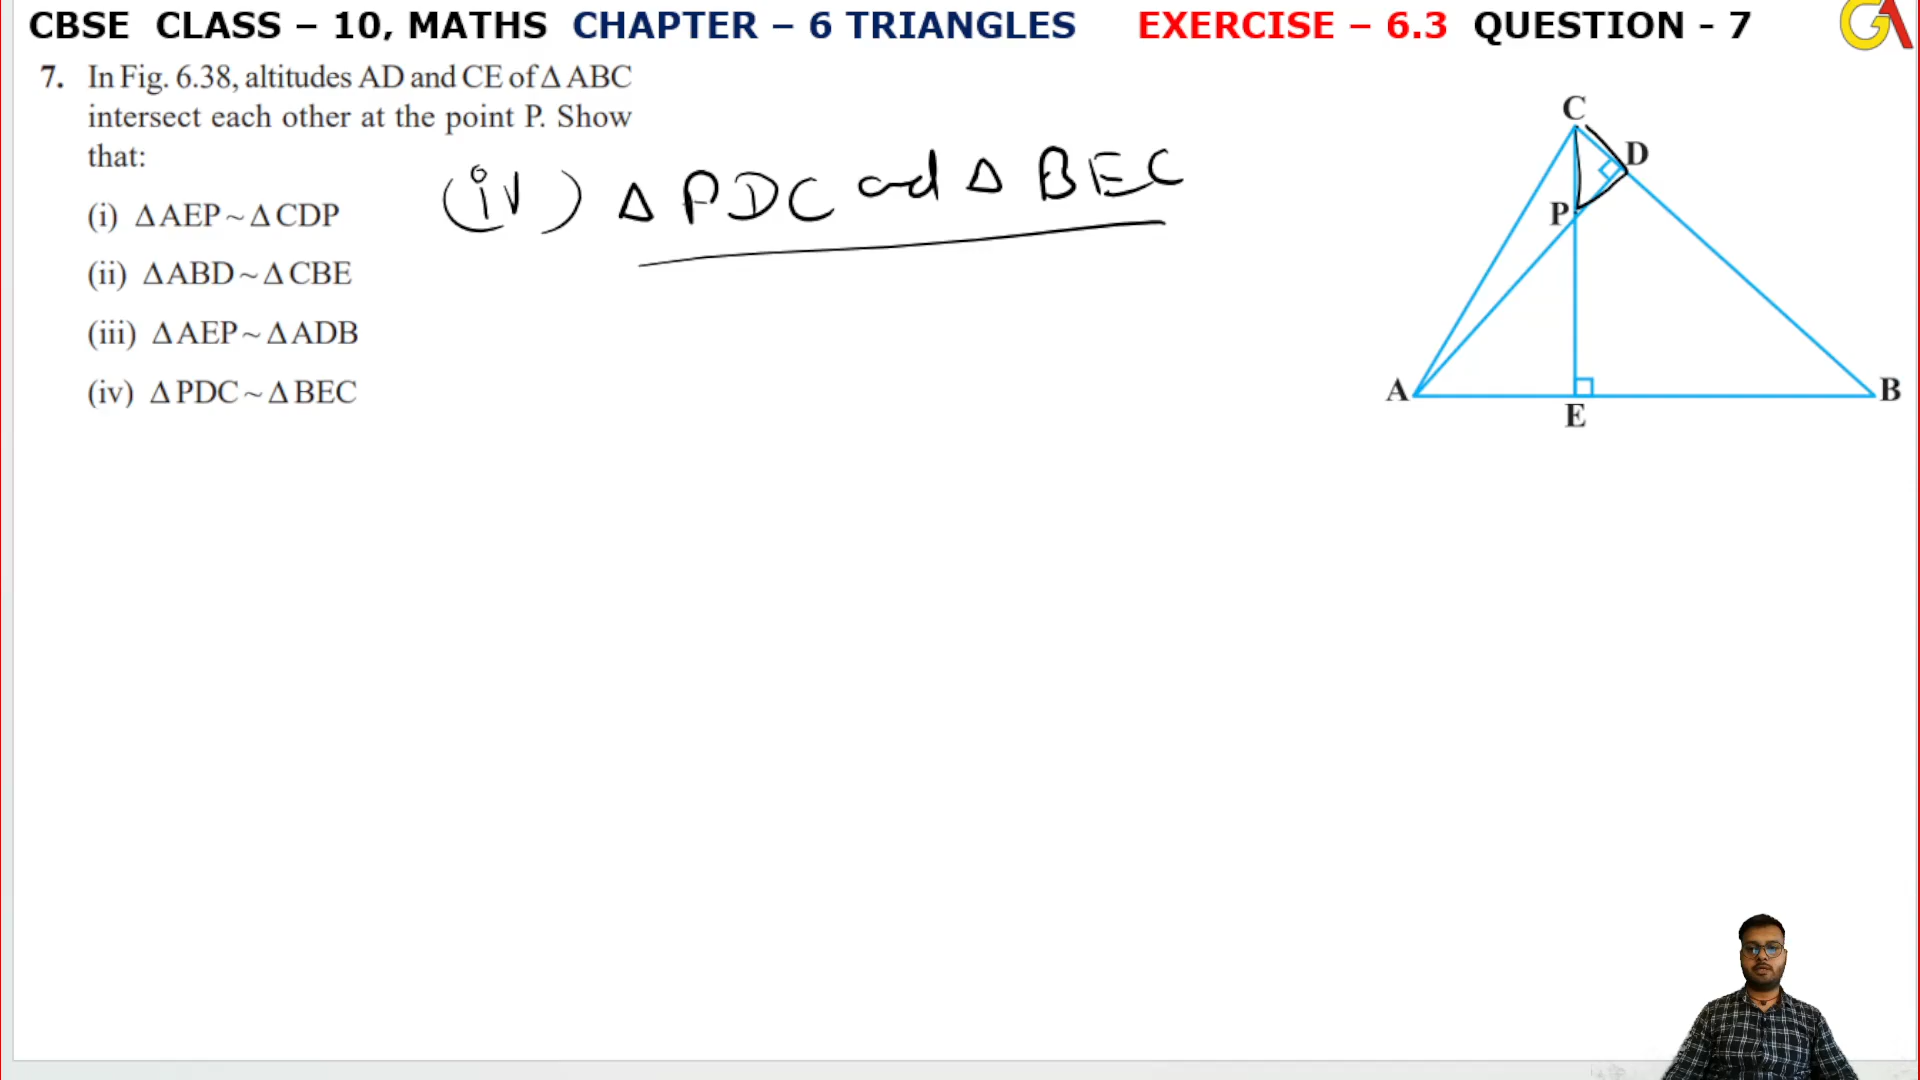 CBSE CLASS – 10, MATHS CHAPTER – 6 TRIANGLES EXERCISE – 6.3 QUESTION - 7
GA
7. In Fig. 6.38, altitudes AD and CE of Δ ABC
intersect each other at the point P. Show
that:
(i) Δ AEP ~ Δ CDP
(ii) Δ ABD ~ Δ CBE
(iii) Δ AEP ~ Δ ADB
(iv) Δ PDC ~ Δ BEC
(iv) Δ PDC and Δ BEC
C
D
P
A
B
E